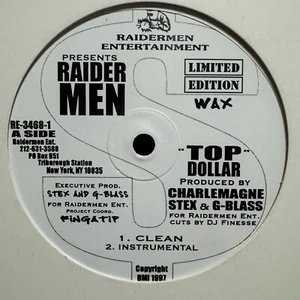 RAIDERMEN
ENTERTAINMENT
PRESENTS
RAIDER
MEN
LIMITED
EDITION
WAX
RE-3468-1
A SIDE
Raidermen Ent.
212-631-3588
PO Box 951
Triborough Station
New York, NY 10035
Executive Prod.
STEX AND G-BLASS
for Raidermen Ent.
Project Coord.
FINGATIP
"TOP"
DOLLAR
Produced by
CHARLEMAGNE
STEX & G-BLASS
for Raidermen Ent.
cuts by DJ Finesse
1. CLEAN
2. INSTRUMENTAL
Copyright
BMI 1997